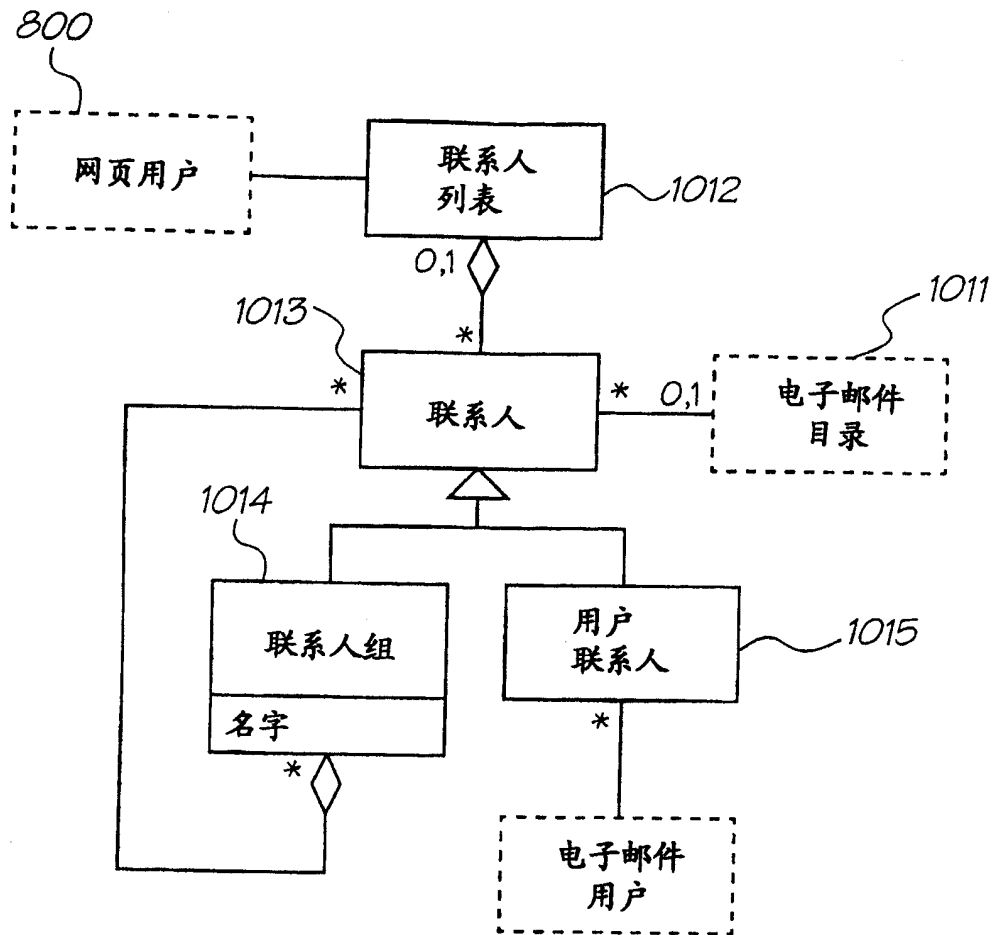 800
网页用户
联系人
列表
1012
0,1
*
1013
1011
*
*
0,1
联系人
电子邮件
目录
1014
联系人组
用户
联系人
1015
名字
*
*
电子邮件
用户